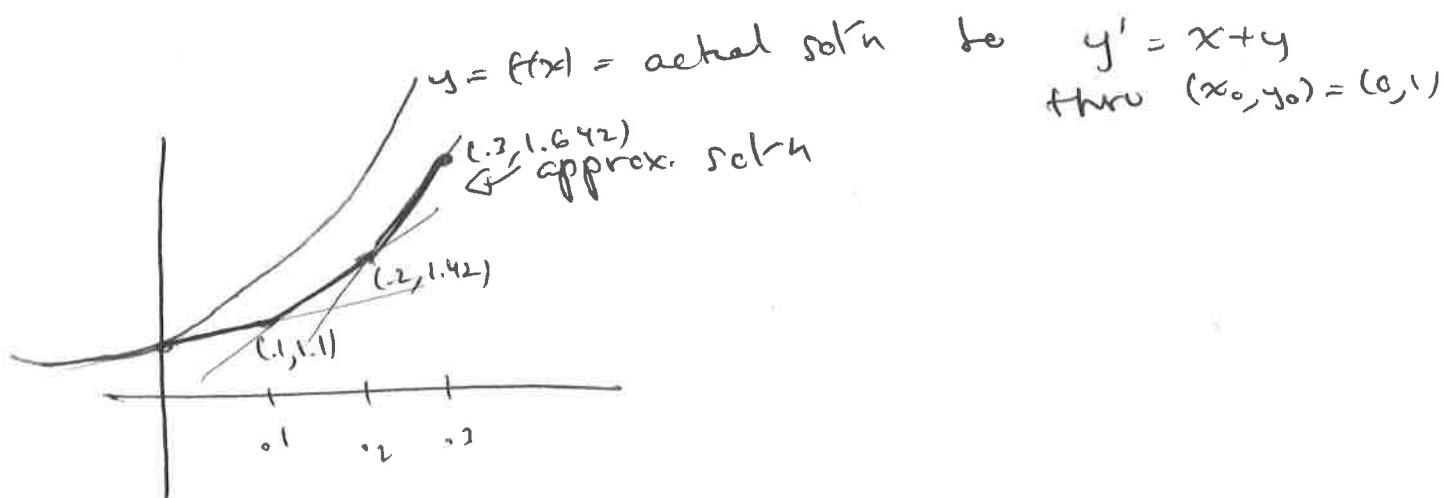 y = f(x) = actual sol'n to y' = x+y
thru (x₀, y₀) = (0,1)
(.3, 1.642)
approx. sol'n
(.2, 1.42)
(.1, 1.1)
.1 .2 .3